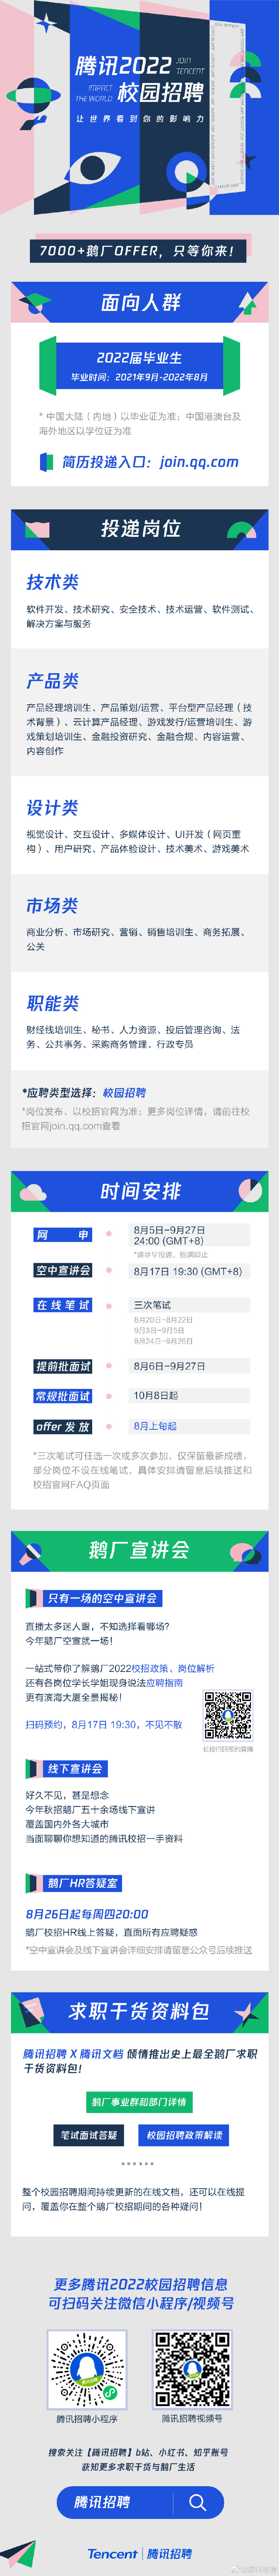 腾讯2022
JOIN
TENCENT
IMPACT
THE WORLD
校园招聘
让世界看到你的影响力
7000+鹅厂OFFER，只等你来！
面向人群
2022届毕业生
毕业时间：2021年9月-2022年8月
* 中国大陆（内地）以毕业证为准；中国港澳台及
海外地区以学位证为准
简历投递入口：join.qq.com
投递岗位
技术类
软件开发、技术研究、安全技术、技术运营、软件测试、
解决方案与服务
产品类
产品经理培训生、产品策划/运营、平台型产品经理（技
术背景）、云计算产品经理、游戏发行/运营培训生、游
戏策划培训生、金融投资研究、金融合规、内容运营、
内容创作
设计类
视觉设计、交互设计、多媒体设计、UI开发（网页重
构）、用户研究、产品体验设计、技术美术、游戏美术
市场类
商业分析、市场研究、营销、销售培训生、商务拓展、
公关
职能类
财经线培训生、秘书、人力资源、投后管理咨询、法
务、公共事务、采购商务管理、行政专员
*应聘类型选择：校园招聘
*岗位发布、以校招官网为准；更多岗位详情，请前往校
招官网join.qq.com查看
时间安排
网申
8月5日-9月27日
24:00 (GMT+8)
*请尽早投递，招满即止
空中宣讲会
8月17日 19:30 (GMT+8)
在线笔试
三次笔试
8月20日-8月22日
9月3日-9月5日
9月24日-9月26日
提前批面试
8月6日-9月27日
常规批面试
10月8日起
offer发放
8月上旬起
*三次笔试可任选一次或多次参加，仅保留最新成绩，
部分岗位不设在线笔试，具体安排请留意后续推送和
校招官网FAQ页面
鹅厂宣讲会
只有一场的空中宣讲会
直播太多迷人眼，不知选择看哪场？
今年鹅厂空宣就一场！
一站式带你了解鹅厂2022校招政策、岗位解析
还有各岗位学长学姐现身说法应聘指南
更有滨海大厦全景揭秘！
扫码预约，8月17日 19:30，不见不散
长按扫码预约直播
线下宣讲会
好久不见，甚是想念
今年秋招鹅厂五十余场线下宣讲
覆盖国内外各大城市
当面聊聊你想知道的腾讯校招一手资料
鹅厂HR答疑室
8月26日起每周四20:00
鹅厂校招HR线上答疑，直面所有应聘疑惑
*空中宣讲会及线下宣讲会详细安排请留意公众号后续推送
求职干货资料包
腾讯招聘 X 腾讯文档 倾情推出史上最全鹅厂求职
干货资料包！
鹅厂事业群和部门详情
笔试面试答疑
校园招聘政策解读
······
整个校园招聘期间持续更新的在线文档，还可以在线提
问，覆盖你在整个鹅厂校招期间的各种疑问！
更多腾讯2022校园招聘信息
可扫码关注微信小程序/视频号
腾讯招聘小程序
腾讯招聘视频号
搜索关注【腾讯招聘】b站、小红书、知乎账号
获知更多求职干货与鹅厂生活
腾讯招聘
Tencent | 腾讯招聘